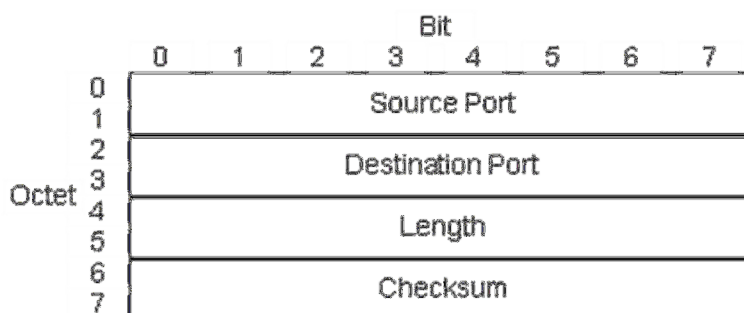 Bit
0 1 2 3 4 5 6 7
0
Source Port
1
2
Destination Port
3
Octet
4
Length
5
6
Checksum
7